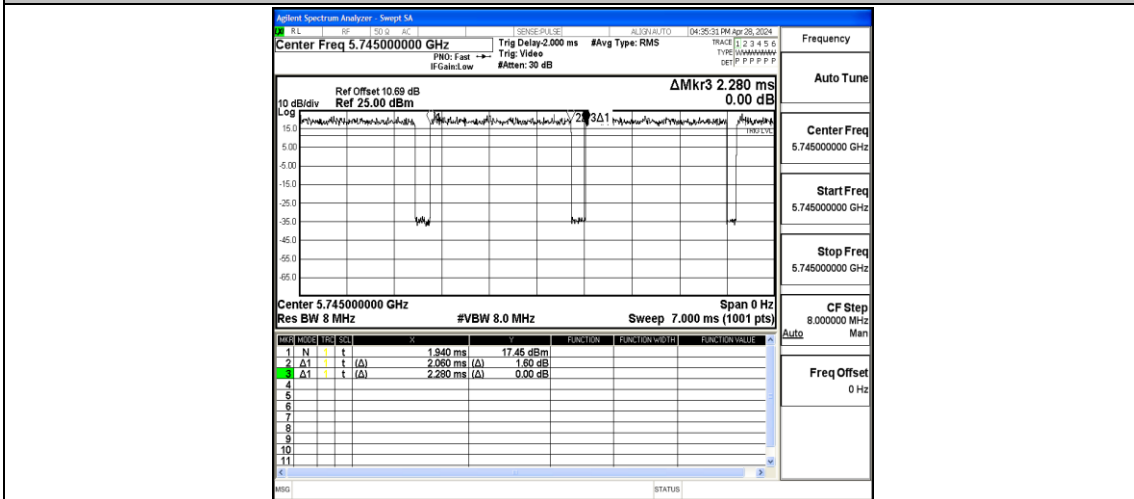 Agilent Spectrum Analyzer - Swept SA
RL RF 50 Ω AC SENSE:PULSE ALIGNAUTO 04:35:31 PM Apr 28, 2024
Center Freq 5.745000000 GHz
PNO: Fast
IFGain:Low
Trig Delay-2.000 ms
Trig: Video
#Atten: 30 dB
#Avg Type: RMS
TRACE 1 2 3 4 5 6
TYPE
DET P P P P P P
ΔMkr3 2.280 ms
0.00 dB
Ref Offset 10.69 dB
10 dB/div Ref 25.00 dBm
Log
15.0
5.00
-5.00
-15.0
-25.0
-35.0
-45.0
-55.0
-65.0
3Δ1
TRIG LVL
Center 5.745000000 GHz Span 0 Hz
Res BW 8 MHz #VBW 8.0 MHz Sweep 7.000 ms (1001 pts)
MKR MODE TRC SCL X Y FUNCTION FUNCTION WIDTH FUNCTION VALUE
1 N 1 t 1.940 ms 17.45 dBm
2 Δ1 1 t (Δ) 2.060 ms (Δ) 1.60 dB
3 Δ1 1 t (Δ) 2.280 ms (Δ) 0.00 dB
4
5
6
7
8
9
10
11
MSG STATUS
Frequency
Auto Tune
Center Freq
5.745000000 GHz
Start Freq
5.745000000 GHz
Stop Freq
5.745000000 GHz
CF Step
8.000000 MHz
Auto Man
Freq Offset
0 Hz